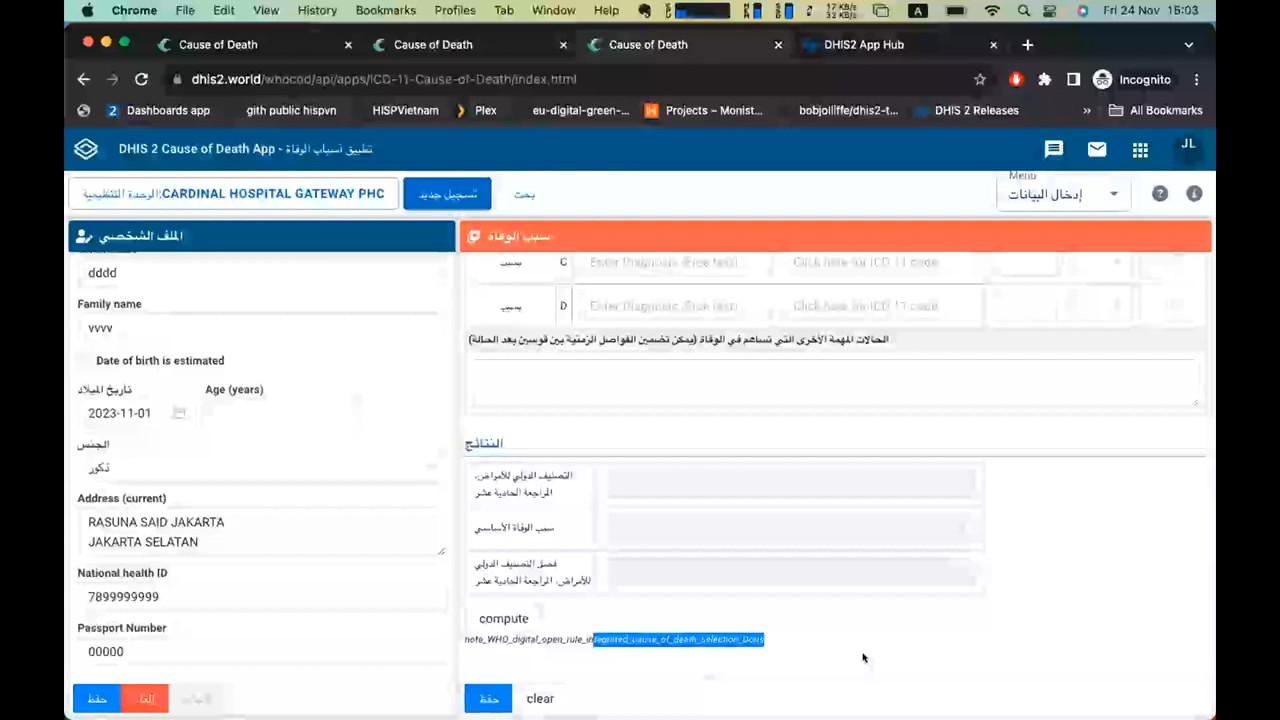 Chrome File Edit View History Bookmarks Profiles Tab Window Help 17 KB/s 32 KB/s A Fri 24 Nov 15:03
Cause of Death Cause of Death Cause of Death DHIS2 App Hub
dhis2.world/whocod/api/apps/ICD-11-Cause-of-Death/index.html Incognito
Dashboards app gith public hispvn HISPVietnam Plex eu-digital-green-... Projects – Monist... bobjolliffe/dhis2-t... DHIS 2 Releases » All Bookmarks
DHIS 2 Cause of Death App - تطبيق أسباب الوفاة JL
الوحدة التنظيمية:CARDINAL HOSPITAL GATEWAY PHC تسجيل جديد بحث Menu إدخال البيانات
الملف الشخصي
dddd
Family name
vvvv
Date of birth is estimated
تاريخ الميلاد Age (years)
2023-11-01
الجنس
ذكور
Address (current)
RASUNA SAID JAKARTA
JAKARTA SELATAN
National health ID
7899999999
Passport Number
00000
حفظ إلغاء
سبب الوفاة
بسبب C Enter Diagnosis (Free text) Click here for ICD 11 code
بسبب D Enter Diagnosis (Free text) Click here for ICD 11 code
الحالات المهمة الأخرى التي تساهم في الوفاة (يمكن تضمين الفواصل الزمنية بين قوسين بعد الحالة)
النتائج
التصنيف الدولي للأمراض،
المراجعة الحادية عشر
سبب الوفاة الأساسي
فصل التصنيف الدولي
للأمراض، المراجعة الحادية عشر
compute
note_WHO_digital_open_rule_integrated_cause_of_death_selection_Doris
حفظ clear